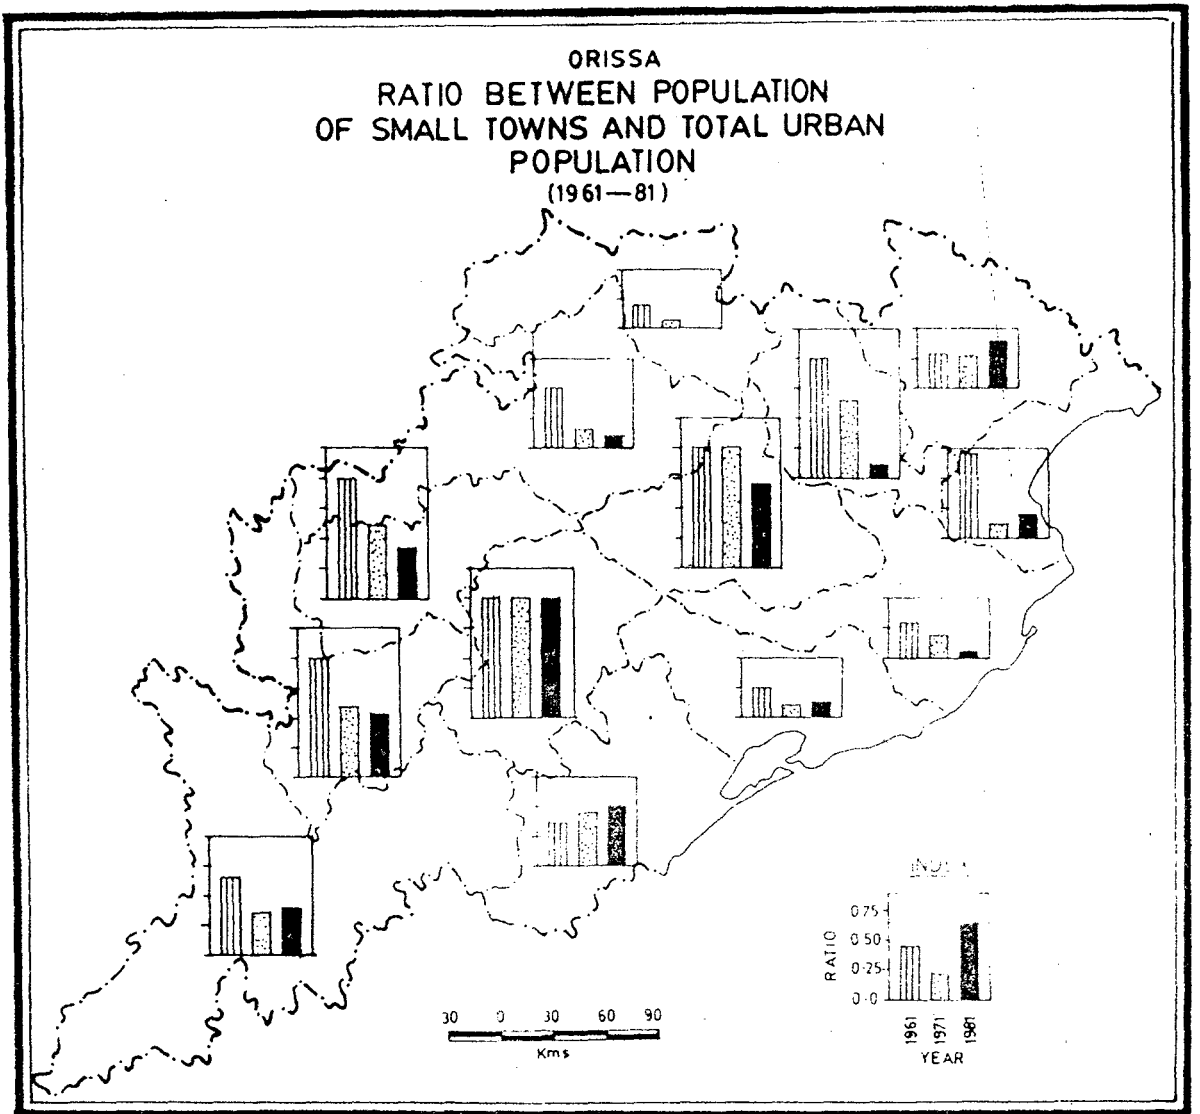 ORISSA
RATIO BETWEEN POPULATION
OF SMALL TOWNS AND TOTAL URBAN
POPULATION
(1961—81)
0·75
0·50
0·25
0·0
RATIO
1961
1971
1981
YEAR
30 0 30 60 90
Kms